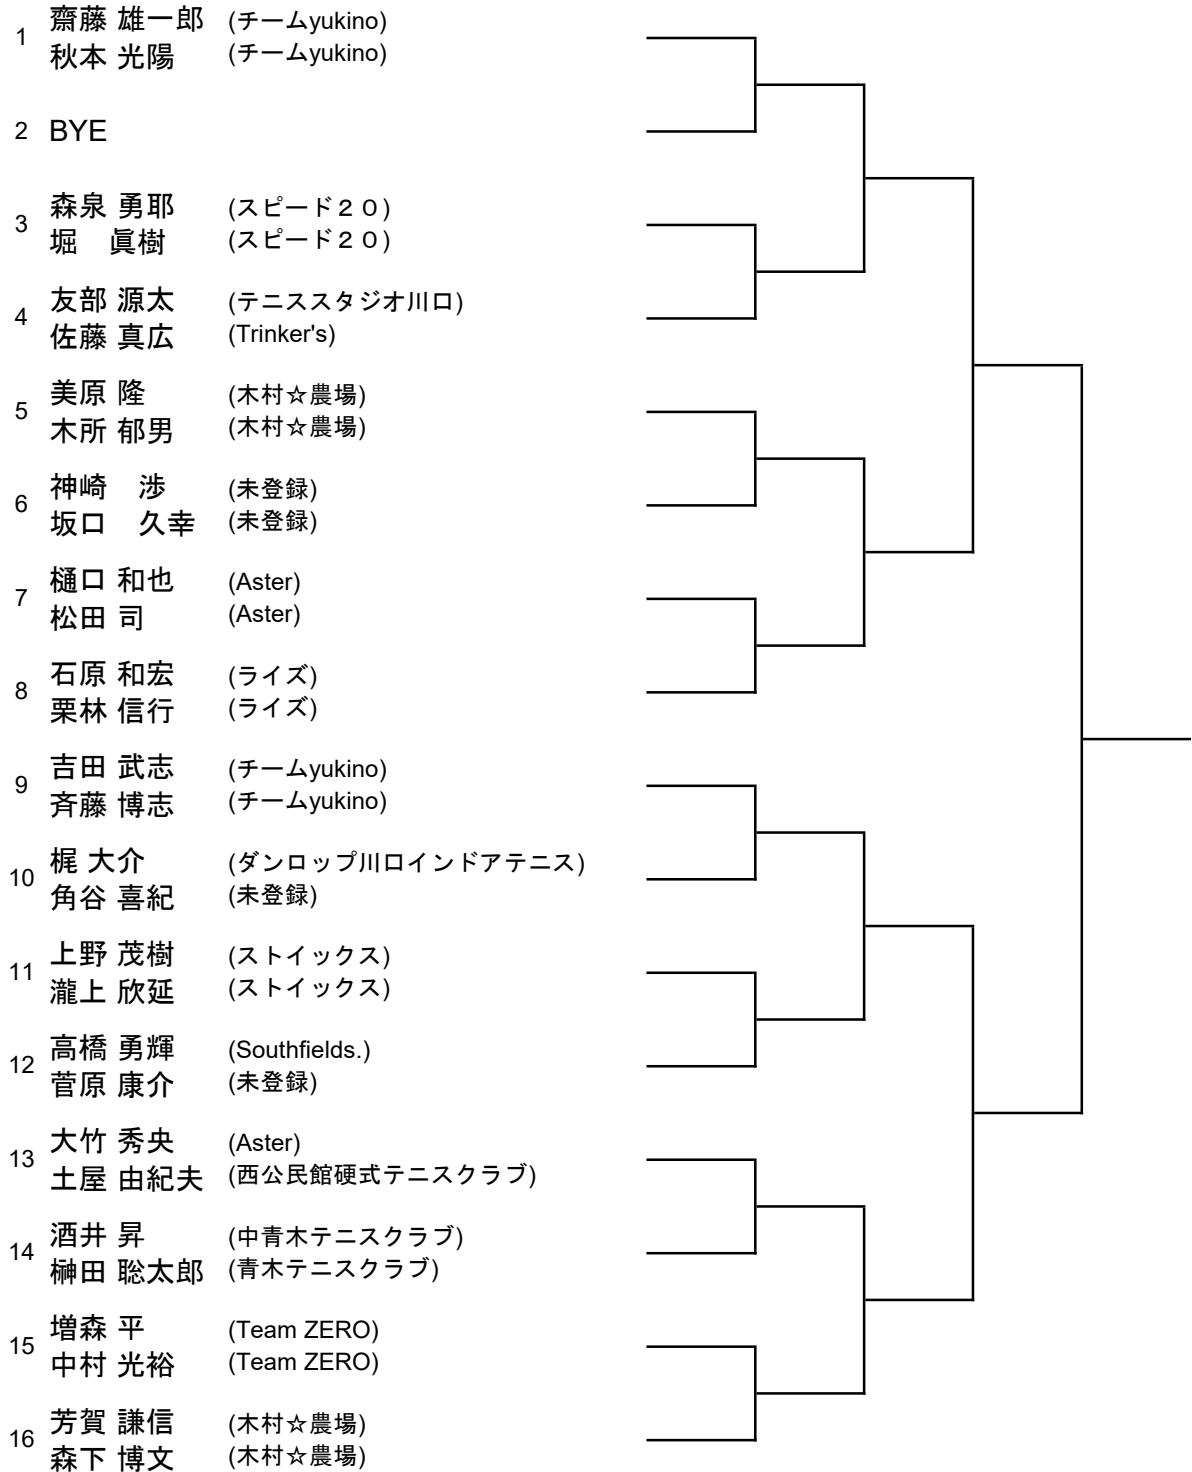 1 齋藤 雄一郎 (チームyukino)
秋本 光陽 (チームyukino)
2 BYE
3 森泉 勇耶 (スピード２０)
堀　眞樹 (スピード２０)
4 友部 源太 (テニススタジオ川口)
佐藤 真広 (Trinker's)
5 美原 隆 (木村☆農場)
木所 郁男 (木村☆農場)
6 神崎　渉 (未登録)
坂口　久幸 (未登録)
7 樋口 和也 (Aster)
松田 司 (Aster)
8 石原 和宏 (ライズ)
栗林 信行 (ライズ)
9 吉田 武志 (チームyukino)
斉藤 博志 (チームyukino)
10 梶 大介 (ダンロップ川口インドアテニス)
角谷 喜紀 (未登録)
11 上野 茂樹 (ストイックス)
瀧上 欣延 (ストイックス)
12 高橋 勇輝 (Southfields.)
菅原 康介 (未登録)
13 大竹 秀央 (Aster)
土屋 由紀夫 (西公民館硬式テニスクラブ)
14 酒井 昇 (中青木テニスクラブ)
榊田 聡太郎 (青木テニスクラブ)
15 増森 平 (Team ZERO)
中村 光裕 (Team ZERO)
16 芳賀 謙信 (木村☆農場)
森下 博文 (木村☆農場)